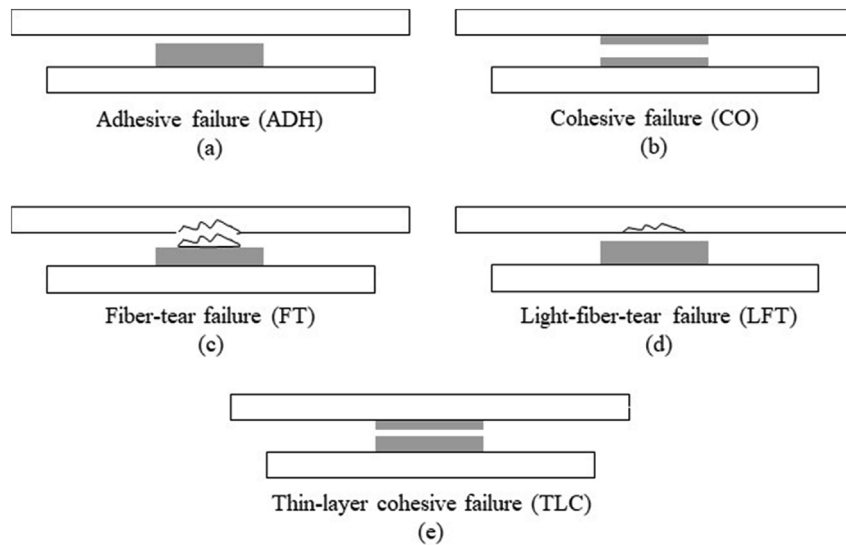 Adhesive failure (ADH)
(a)
Cohesive failure (CO)
(b)
Fiber-tear failure (FT)
(c)
Light-fiber-tear failure (LFT)
(d)
Thin-layer cohesive failure (TLC)
(e)